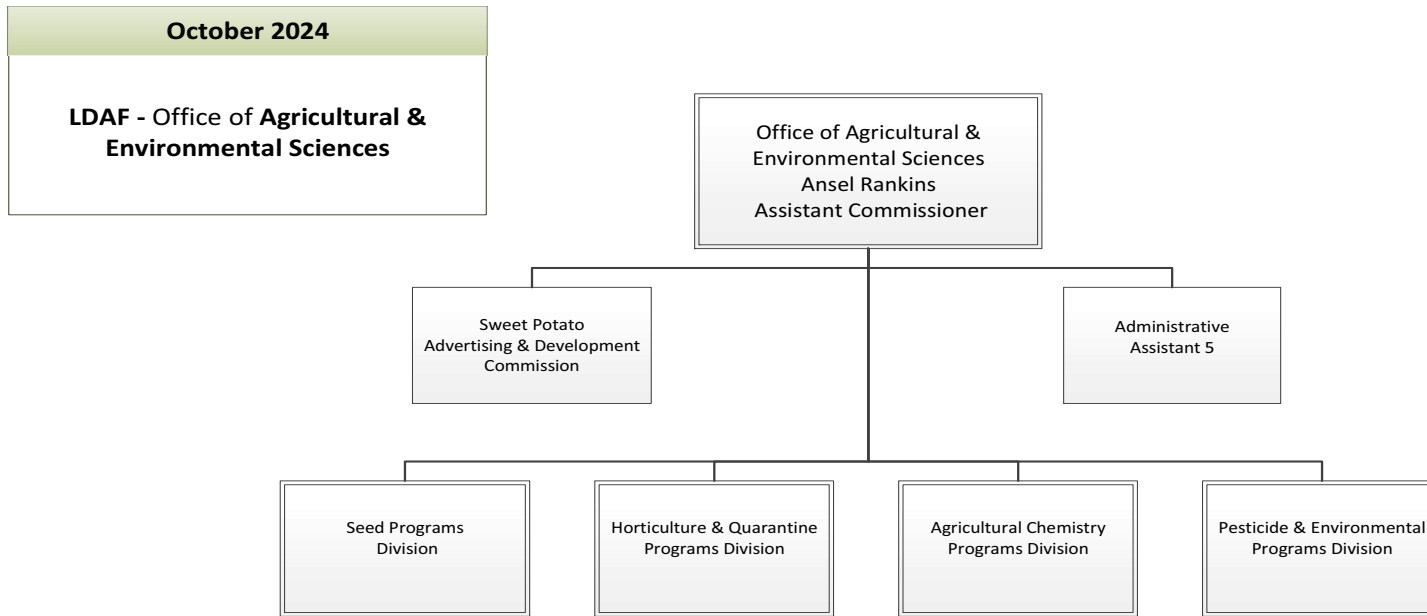 October 2024
LDAF - Office of Agricultural &
Environmental Sciences
Office of Agricultural &
Environmental Sciences
Ansel Rankins
Assistant Commissioner
Sweet Potato
Advertising & Development
Commission
Administrative
Assistant 5
Seed Programs
Division
Horticulture & Quarantine
Programs Division
Agricultural Chemistry
Programs Division
Pesticide & Environmental
Programs Division